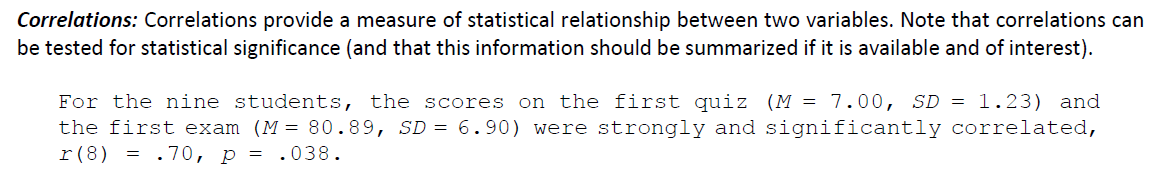 Correlations: Correlations provide a measure of statistical relationship between two variables. Note that correlations can
be tested for statistical significance (and that this information should be summarized if it is available and of interest).
For the nine students, the scores on the first quiz (M = 7.00, SD = 1.23) and
the first exam (M = 80.89, SD = 6.90) were strongly and significantly correlated,
r(8) = .70, p = .038.